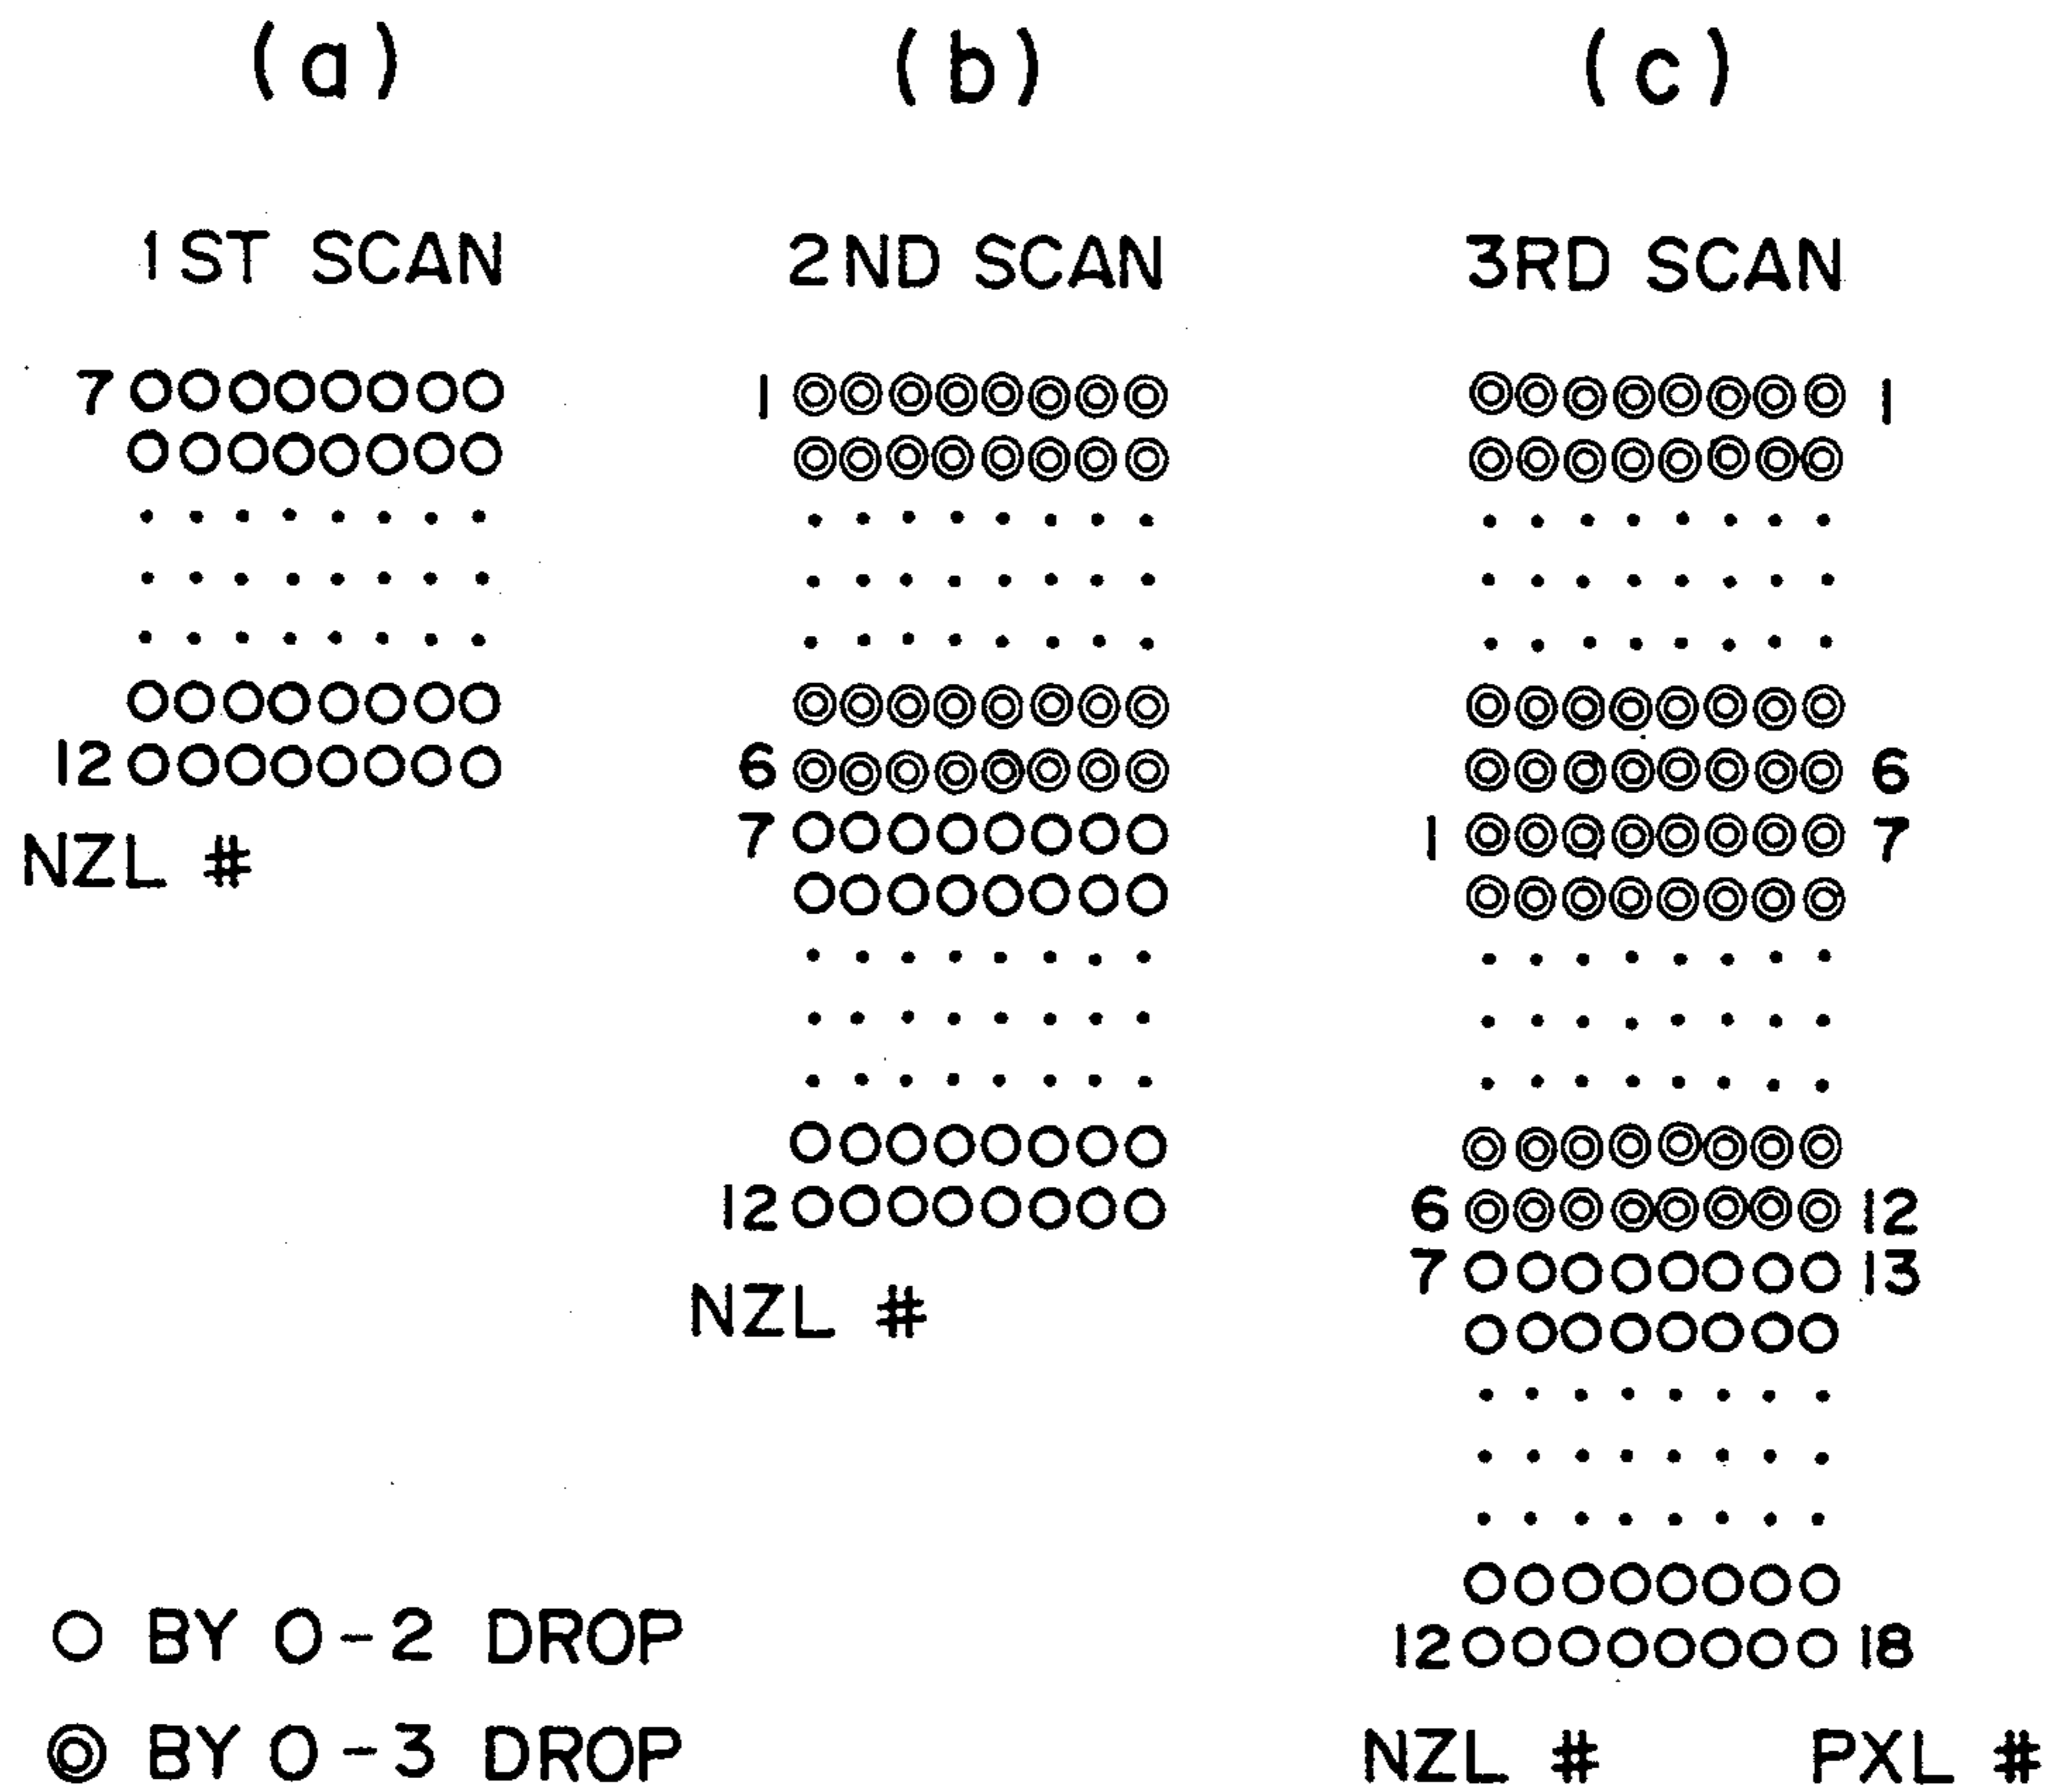 (a)
1ST SCAN
7
12
NZL #
(b)
2ND SCAN
1
6
7
12
NZL #
(c)
3RD SCAN
1
6
1 7
6 12
7 13
12 18
NZL # PXL #
○ BY 0-2 DROP
◎ BY 0-3 DROP